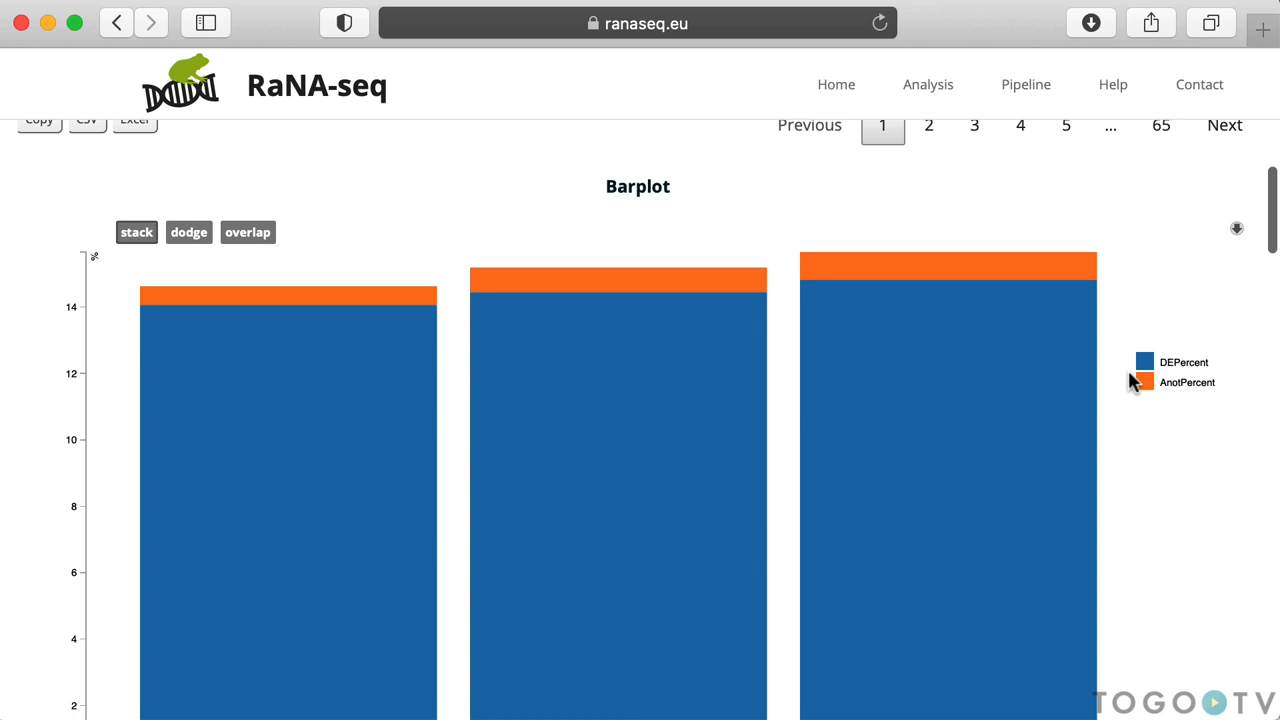 ranaseq.eu
RaNA-seq
Home Analysis Pipeline Help Contact
Copy CSV Excel
Previous 1 2 3 4 5 ... 65 Next
Barplot
stack dodge overlap
%
14
12
10
8
6
4
2
DEPercent
AnotPercent
TOGO TV